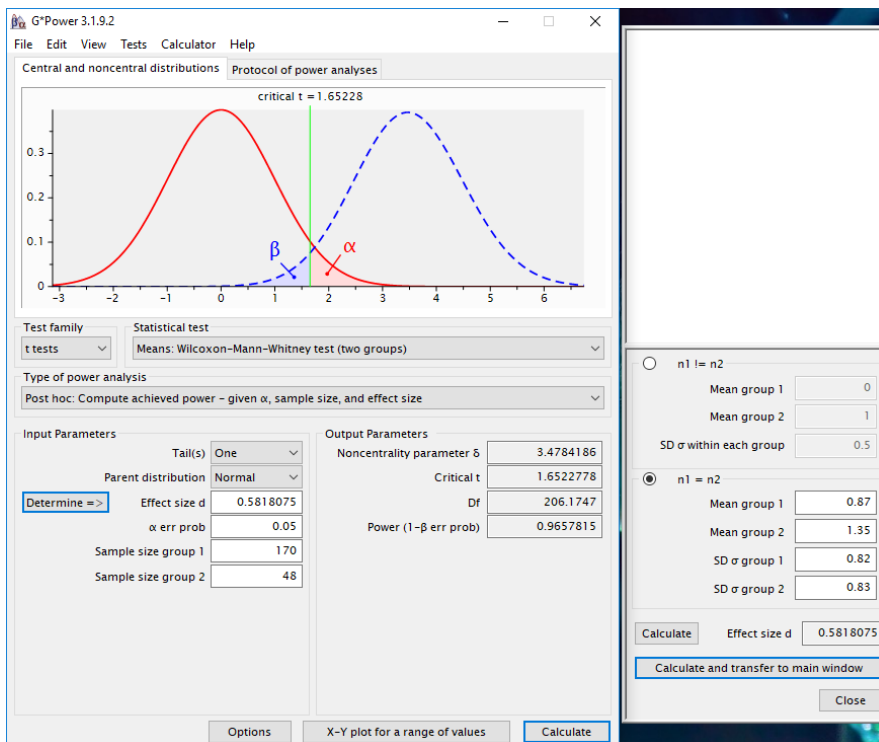 G*Power 3.1.9.2
File Edit View Tests Calculator Help
Central and noncentral distributions Protocol of power analyses
critical t = 1.65228
0.3
0.2
0.1
0
β
α
-3 -2 -1 0 1 2 3 4 5 6
Test family Statistical test
t tests Means: Wilcoxon-Mann-Whitney test (two groups)
Type of power analysis
Post hoc: Compute achieved power - given α, sample size, and effect size
Input Parameters Output Parameters
Tail(s) One Noncentrality parameter δ 3.4784186
Parent distribution Normal Critical t 1.6522778
Determine => Effect size d 0.5818075 Df 206.1747
α err prob 0.05 Power (1-β err prob) 0.9657815
Sample size group 1 170
Sample size group 2 48
Options X-Y plot for a range of values Calculate
n1 != n2
Mean group 1 0
Mean group 2 1
SD σ within each group 0.5
n1 = n2
Mean group 1 0.87
Mean group 2 1.35
SD σ group 1 0.82
SD σ group 2 0.83
Calculate Effect size d 0.5818075
Calculate and transfer to main window
Close